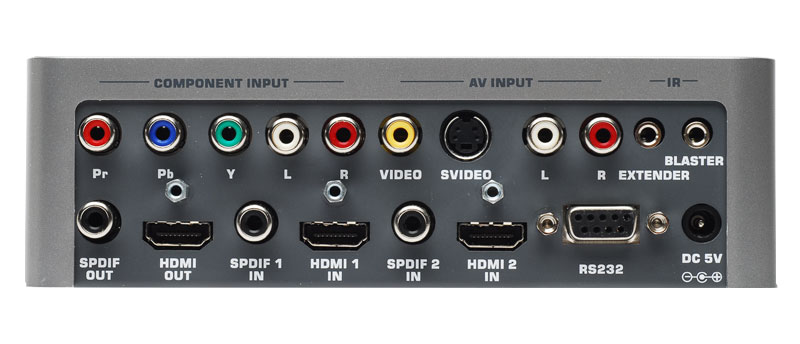 COMPONENT INPUT AV INPUT IR
Pr Pb Y L R VIDEO SVIDEO L R EXTENDER BLASTER
SPDIF OUT
HDMI OUT
SPDIF 1 IN
HDMI 1 IN
SPDIF 2 IN
HDMI 2 IN
RS232
DC 5V